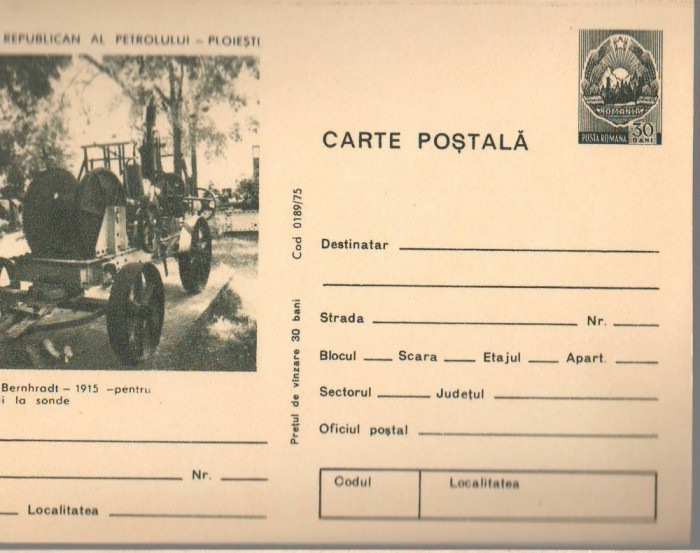 REPUBLICAN AL PETROLULUI – PLOIEȘTI
Bernhradt – 1915 –pentru
i la sonde
Nr.
Localitatea
Cod 0189/75
Prețul de vînzare 30 bani
ROMÂNIA
POSTA ROMANA 30 BANI
CARTE POȘTALĂ
Destinatar
Strada Nr.
Blocul Scara Etajul Apart.
Sectorul Județul
Oficiul poștal
Codul Localitatea